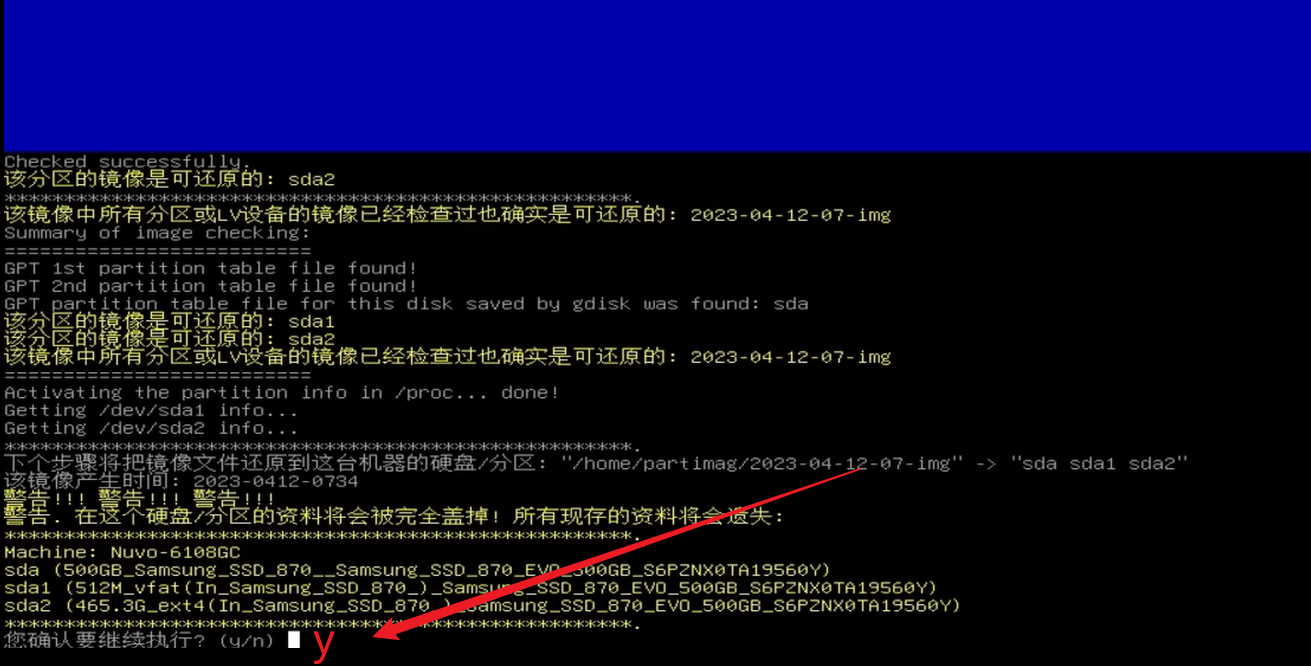 Checked successfully.
该分区的镜像是可还原的: sda2
*****************************************************.
该镜像中所有分区或LV设备的镜像已经检查过也确实是可还原的: 2023-04-12-07-img
Summary of image checking:
==========================
GPT 1st partition table file found!
GPT 2nd partition table file found!
GPT partition table file for this disk saved by gdisk was found: sda
该分区的镜像是可还原的: sda1
该分区的镜像是可还原的: sda2
该镜像中所有分区或LV设备的镜像已经检查过也确实是可还原的: 2023-04-12-07-img
==========================
Activating the partition info in /proc... done!
Getting /dev/sda1 info...
Getting /dev/sda2 info...
*****************************************************.
下个步骤将把镜像文件还原到这台机器的硬盘/分区: "/home/partimag/2023-04-12-07-img" -> "sda sda1 sda2"
该镜像产生时间: 2023-0412-0734
警告!!! 警告!!! 警告!!!
警告. 在这个硬盘/分区的资料将会被完全盖掉! 所有现存的资料将会遗失:
*****************************************************.
Machine: Nuvo-6108GC
sda (500GB_Samsung_SSD_870__Samsung_SSD_870_EVO_500GB_S6PZNX0TA19560Y)
sda1 (512M_vfat(In_Samsung_SSD_870_)_Samsung_SSD_870_EVO_500GB_S6PZNX0TA19560Y)
sda2 (465.3G_ext4(In_Samsung_SSD_870_)_Samsung_SSD_870_EVO_500GB_S6PZNX0TA19560Y)
*****************************************************.
您确认要继续执行? (y/n) y